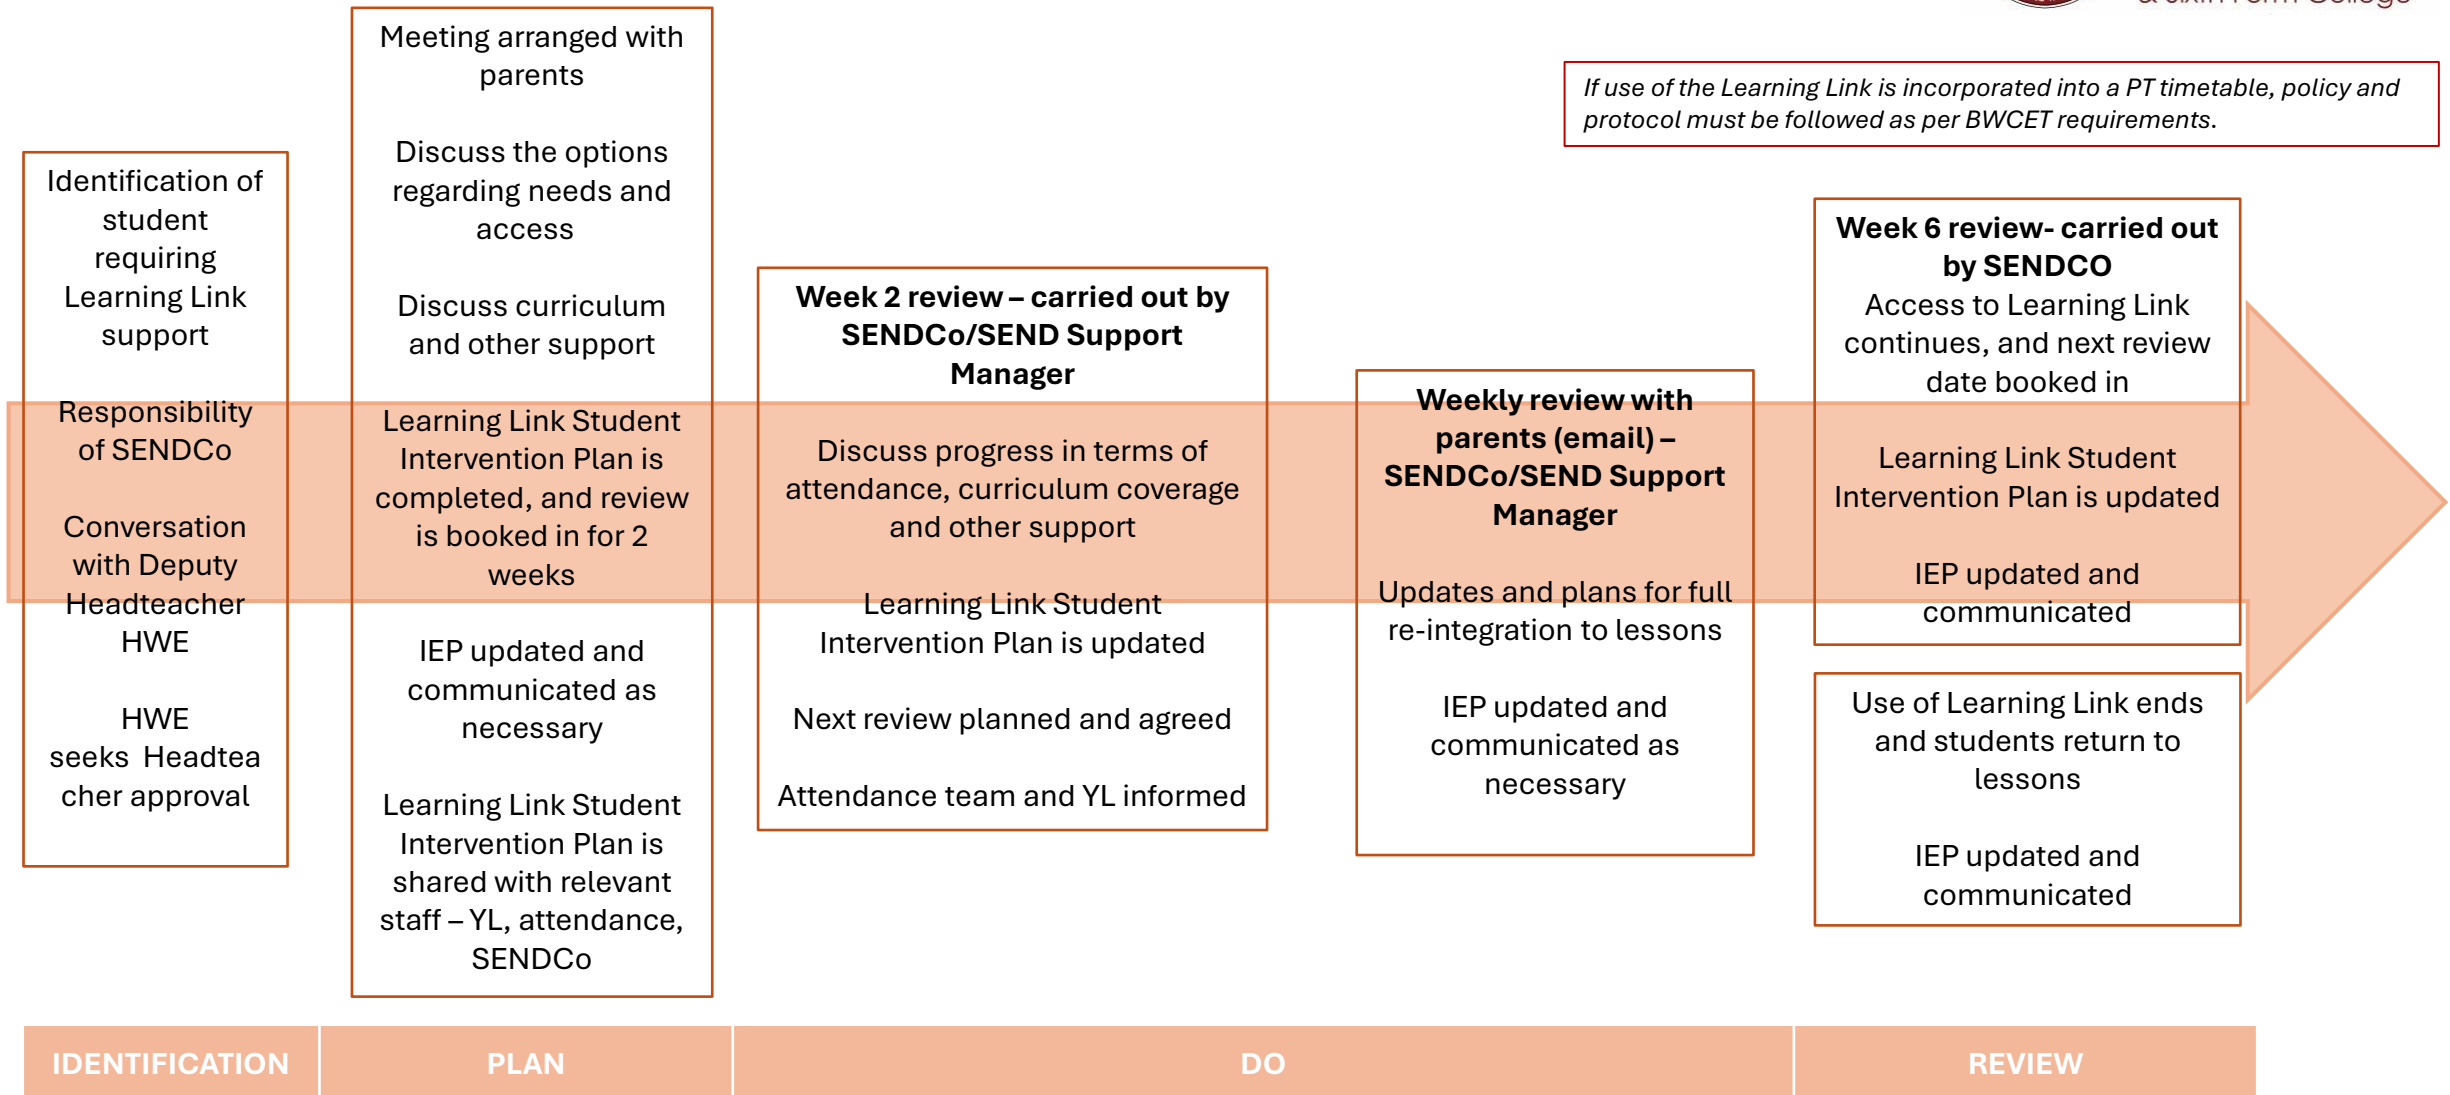 & Sixth Form College
If use of the Learning Link is incorporated into a PT timetable, policy and
protocol must be followed as per BWCET requirements.
Identification of
student
requiring
Learning Link
support
Responsibility
of SENDCo
Conversation
with Deputy
Headteacher
HWE
HWE
seeks Headtea
cher approval
Meeting arranged with
parents
Discuss the options
regarding needs and
access
Discuss curriculum
and other support
Learning Link Student
Intervention Plan is
completed, and review
is booked in for 2
weeks
IEP updated and
communicated as
necessary
Learning Link Student
Intervention Plan is
shared with relevant
staff – YL, attendance,
SENDCo
Week 2 review – carried out by
SENDCo/SEND Support
Manager
Discuss progress in terms of
attendance, curriculum coverage
and other support
Learning Link Student
Intervention Plan is updated
Next review planned and agreed
Attendance team and YL informed
Weekly review with
parents (email) –
SENDCo/SEND Support
Manager
Updates and plans for full
re-integration to lessons
IEP updated and
communicated as
necessary
Week 6 review- carried out
by SENDCO
Access to Learning Link
continues, and next review
date booked in
Learning Link Student
Intervention Plan is updated
IEP updated and
communicated
Use of Learning Link ends
and students return to
lessons
IEP updated and
communicated
IDENTIFICATION
PLAN
DO
REVIEW